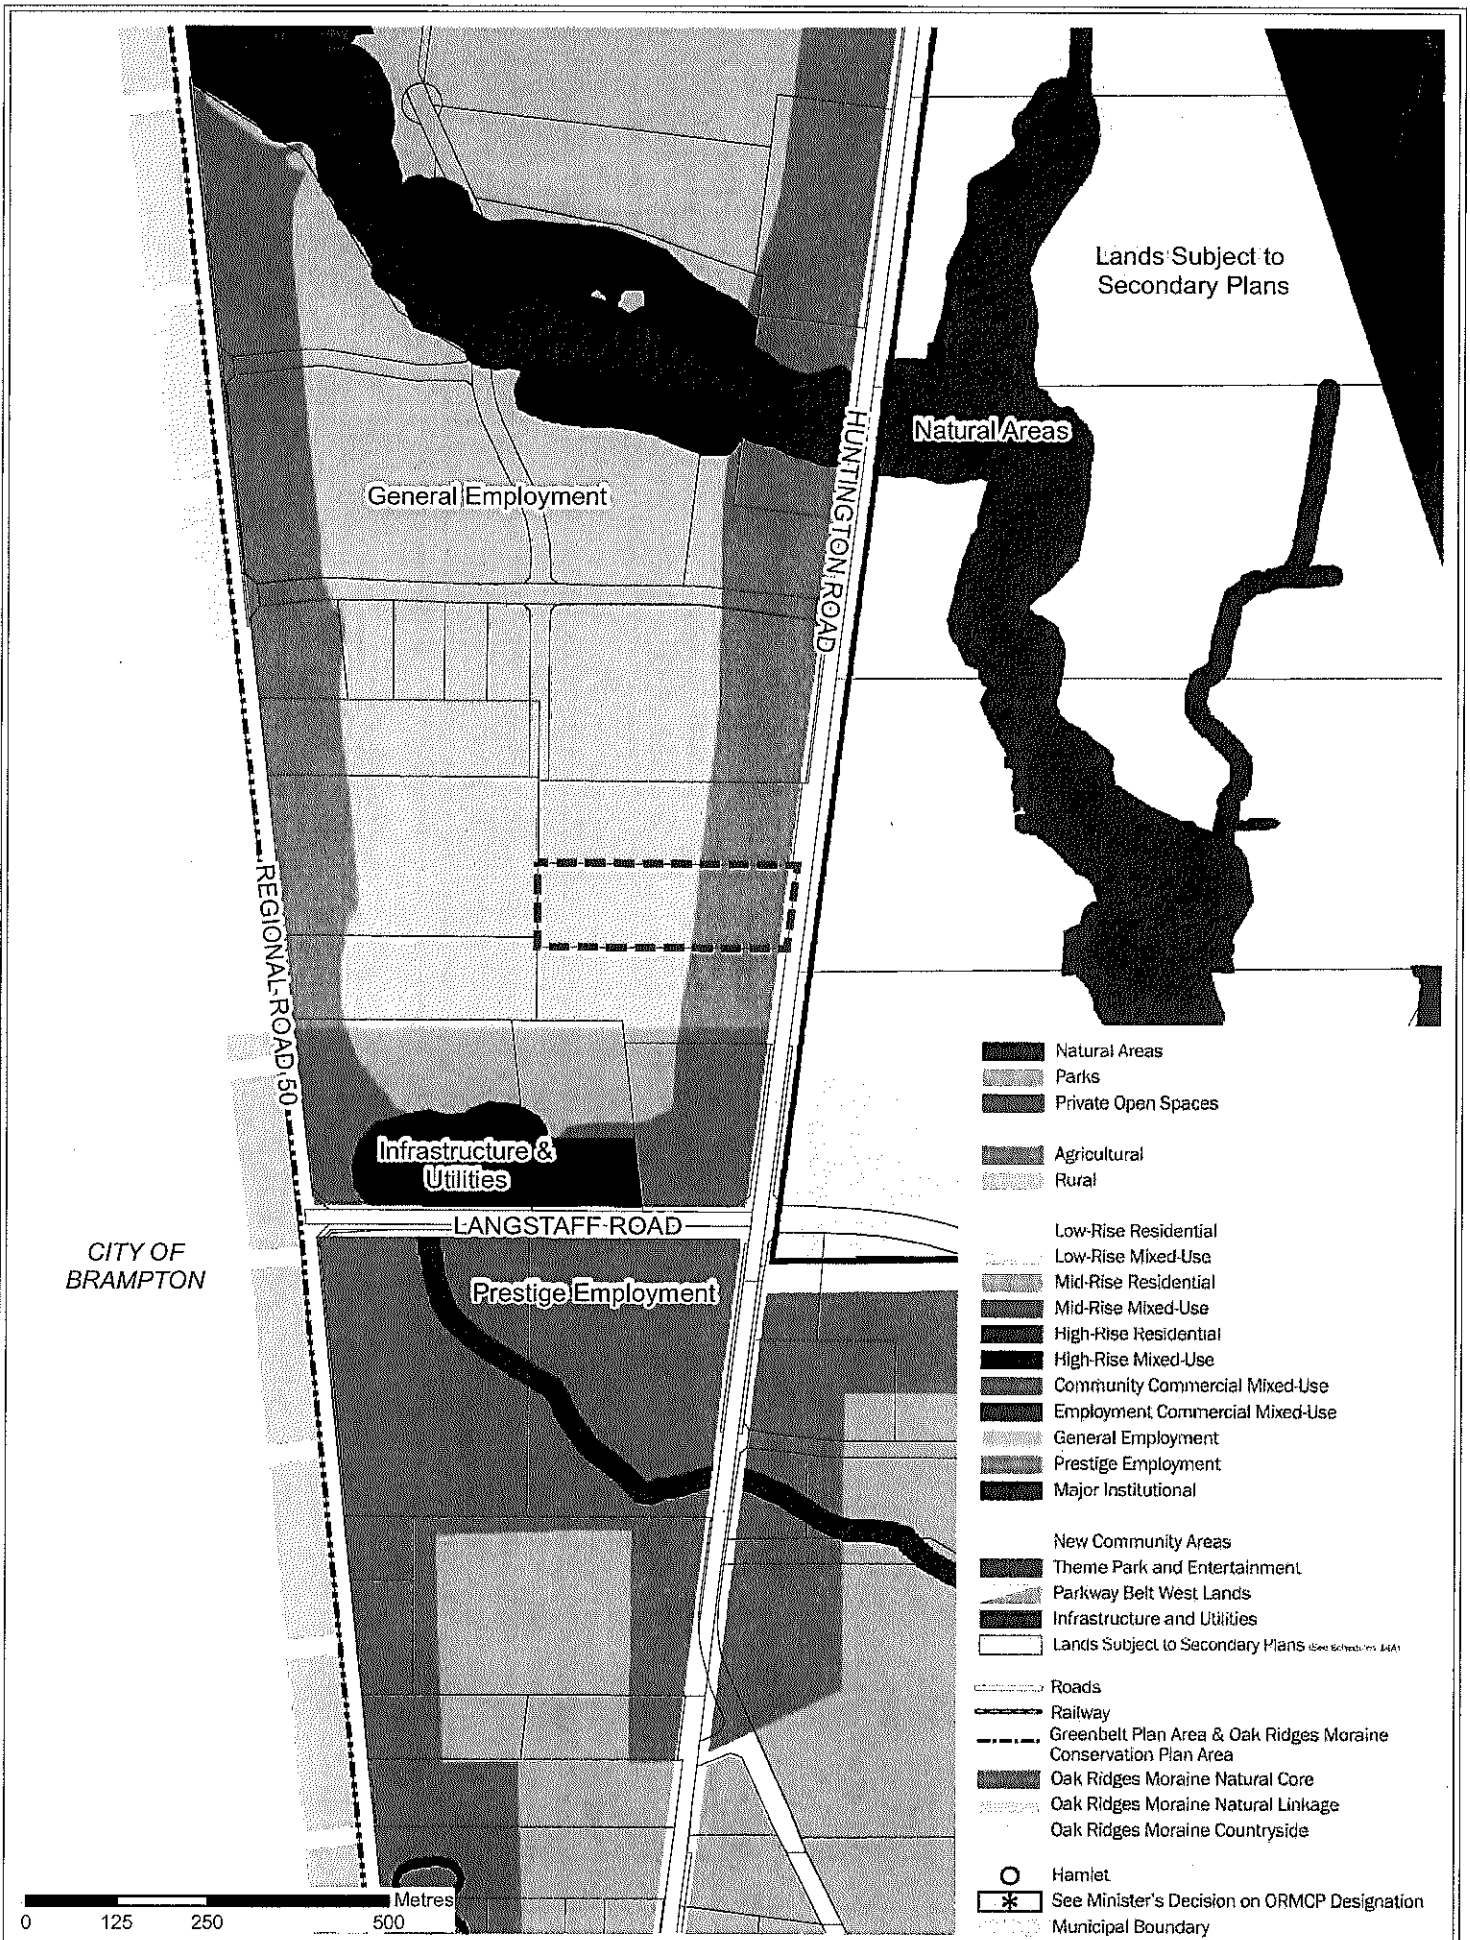 Lands Subject to
Secondary Plans
Natural Areas
HUNTINGTON ROAD
General Employment
REGIONAL ROAD 50
Infrastructure &
Utilities
LANGSTAFF ROAD
CITY OF
BRAMPTON
Prestige Employment
Natural Areas
Parks
Private Open Spaces
Agricultural
Rural
Low-Rise Residential
Low-Rise Mixed-Use
Mid-Rise Residential
Mid-Rise Mixed-Use
High-Rise Residential
High-Rise Mixed-Use
Community Commercial Mixed-Use
Employment Commercial Mixed-Use
General Employment
Prestige Employment
Major Institutional
New Community Areas
Theme Park and Entertainment
Parkway Belt West Lands
Infrastructure and Utilities
Lands Subject to Secondary Plans
Roads
Railway
Greenbelt Plan Area & Oak Ridges Moraine
Conservation Plan Area
Oak Ridges Moraine Natural Core
Oak Ridges Moraine Natural Linkage
Oak Ridges Moraine Countryside
Hamlet
See Minister's Decision on ORMCP Designation
Municipal Boundary
Metres
0 125 250 500